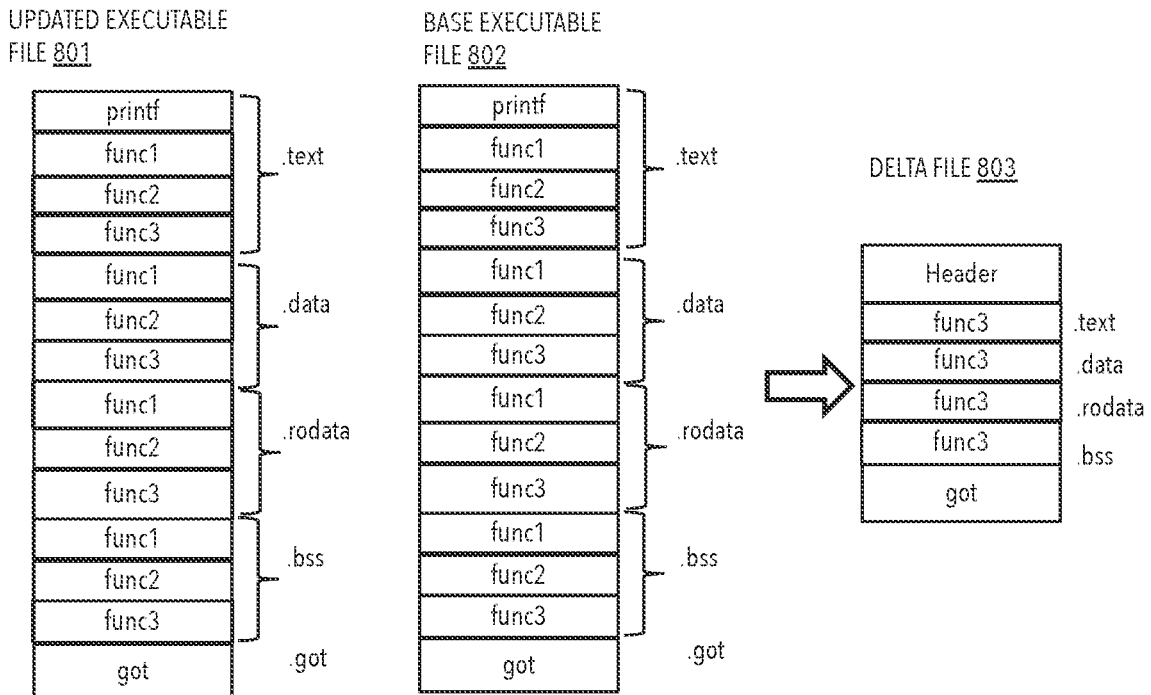 UPDATED EXECUTABLE
FILE 801
printf
func1
func2
func3
.text
func1
func2
func3
.data
func1
func2
func3
.rodata
func1
func2
func3
.bss
got
.got
BASE EXECUTABLE
FILE 802
printf
func1
func2
func3
.text
func1
func2
func3
.data
func1
func2
func3
.rodata
func1
func2
func3
.bss
got
.got
DELTA FILE 803
Header
func3 .text
func3 .data
func3 .rodata
func3 .bss
got